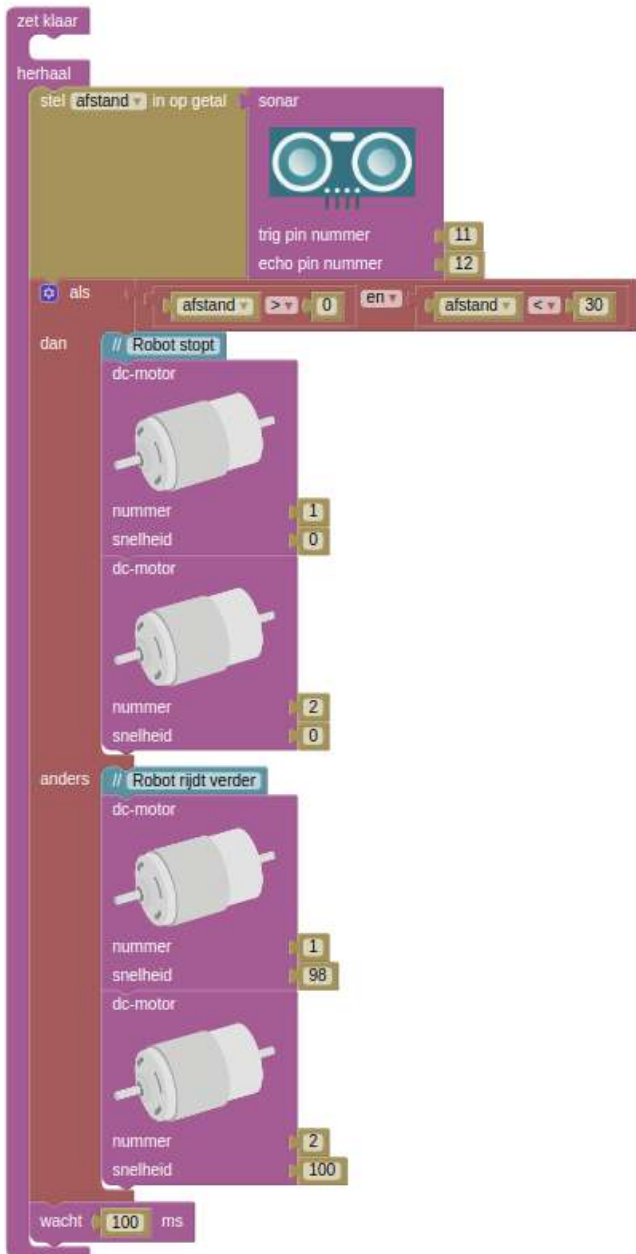 zet klaar
herhaal
stel afstand in op getal sonar
trig pin nummer 11
echo pin nummer 12
als afstand > 0 en afstand < 30
dan // Robot stopt
dc-motor
nummer 1
snelheid 0
dc-motor
nummer 2
snelheid 0
anders // Robot rijdt verder
dc-motor
nummer 1
snelheid 98
dc-motor
nummer 2
snelheid 100
wacht 100 ms